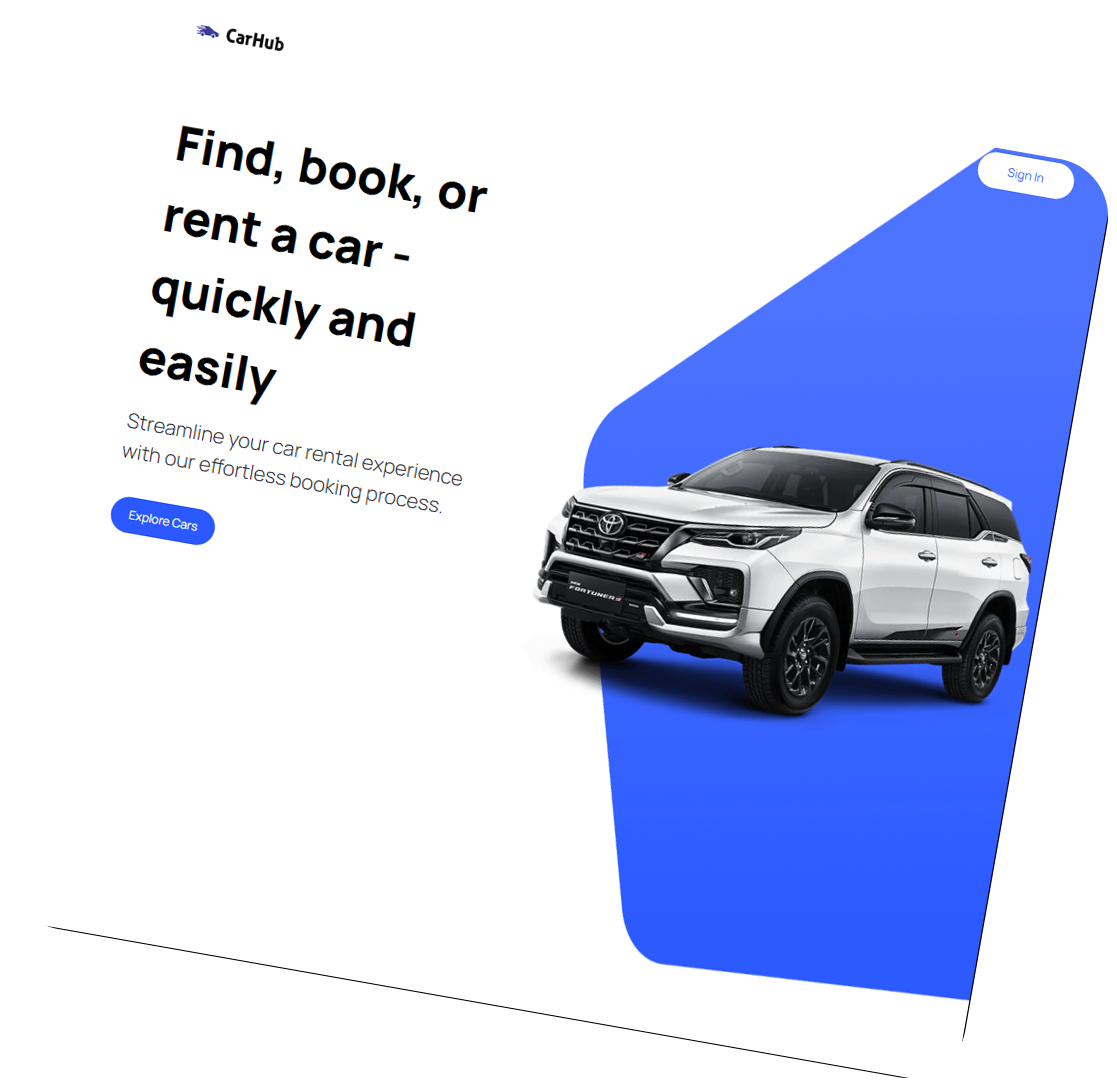 CarHub
Sign In
Find, book, or
rent a car -
quickly and
easily
Streamline your car rental experience
with our effortless booking process.
Explore Cars
FORTUNER